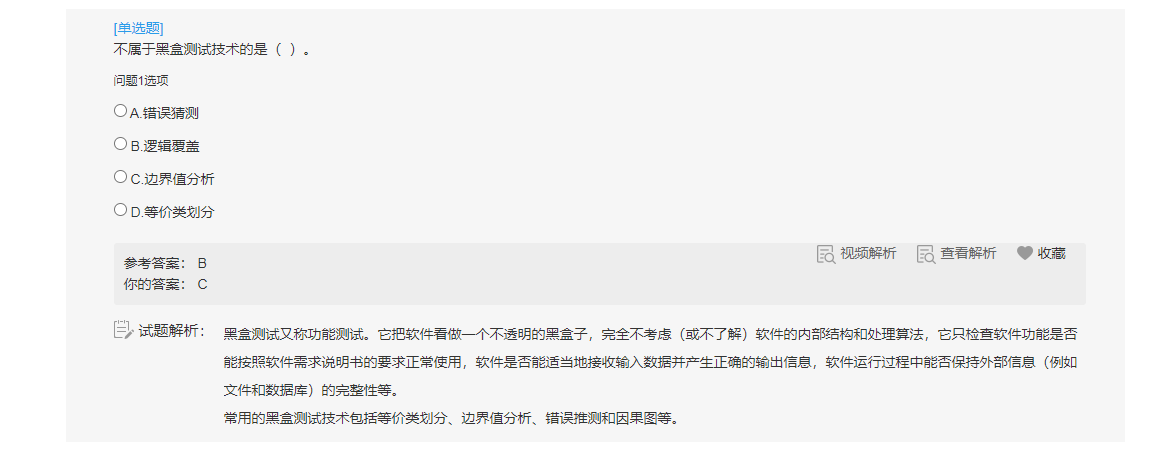 [单选题]
不属于黑盒测试技术的是（ ）。
问题1选项
A.错误猜测
B.逻辑覆盖
C.边界值分析
D.等价类划分
视频解析 查看解析 收藏
参考答案： B
你的答案： C
试题解析： 黑盒测试又称功能测试。它把软件看做一个不透明的黑盒子，完全不考虑（或不了解）软件的内部结构和处理算法，它只检查软件功能是否
能按照软件需求说明书的要求正常使用，软件是否能适当地接收输入数据并产生正确的输出信息，软件运行过程中能否保持外部信息（例如
文件和数据库）的完整性等。
常用的黑盒测试技术包括等价类划分、边界值分析、错误推测和因果图等。